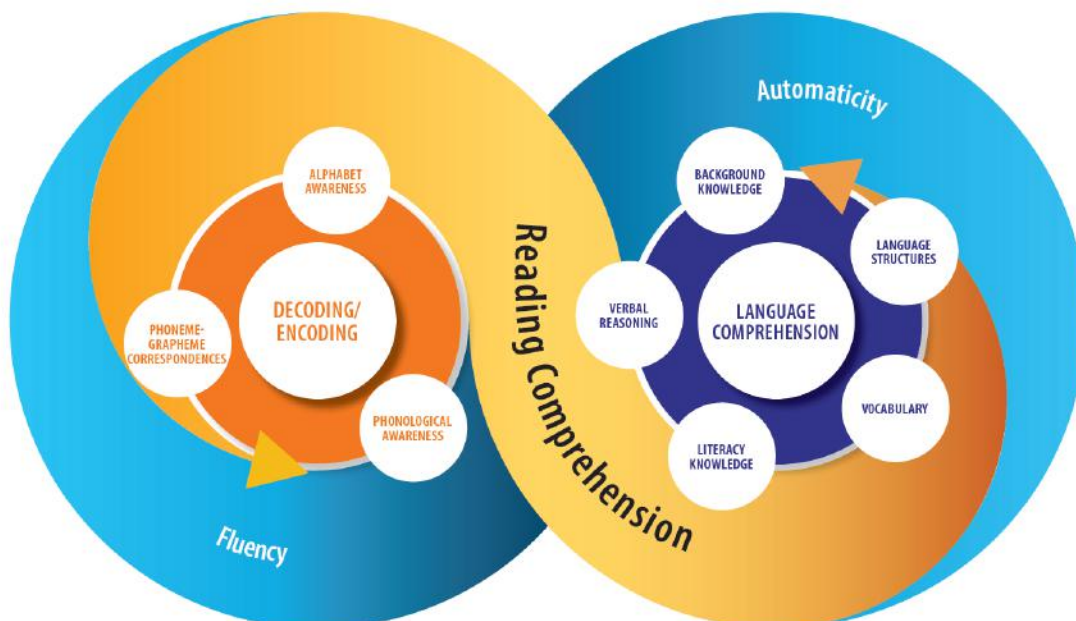 Automaticity
ALPHABET
AWARENESS
BACKGROUND
KNOWLEDGE
LANGUAGE
STRUCTURES
DECODING/
ENCODING
Reading Comprehension
VERBAL
REASONING
LANGUAGE
COMPREHENSION
PHONEME-
GRAPHEME
CORRESPONDENCES
PHONOLOGICAL
AWARENESS
VOCABULARY
LITERACY
KNOWLEDGE
Fluency